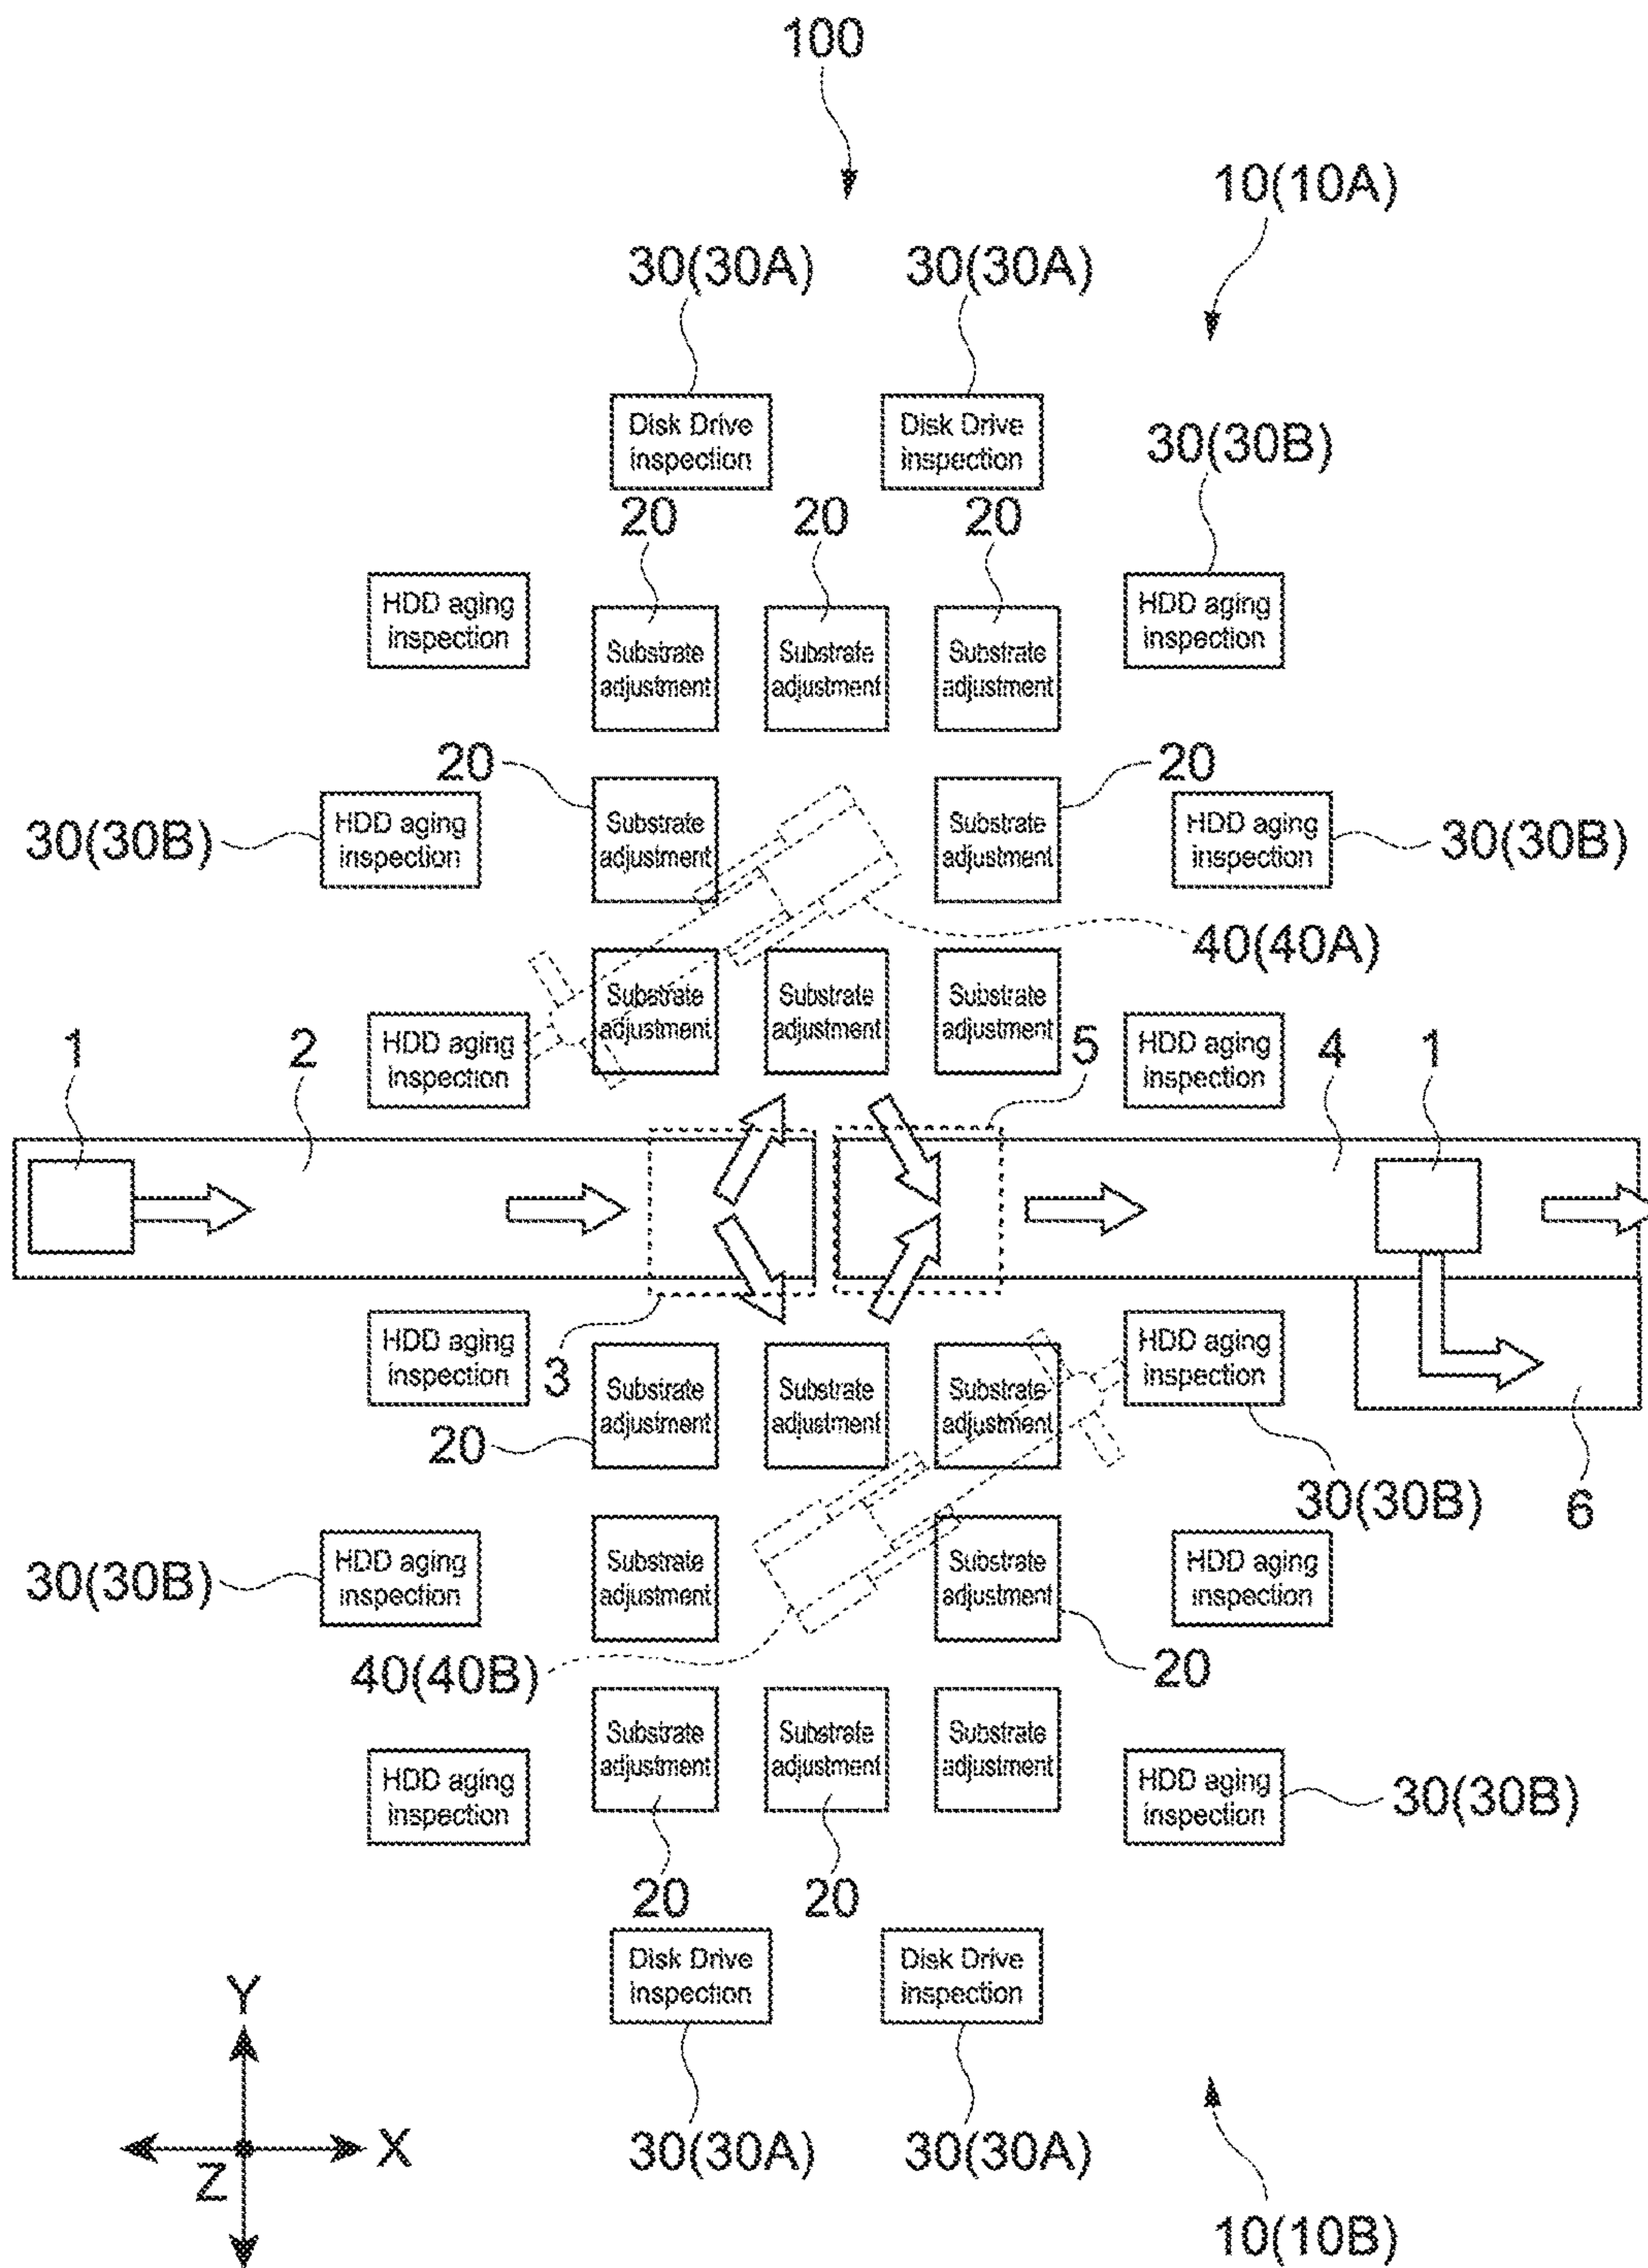 100
10(10A)
30(30A)
30(30A)
Disk Drive
inspection
Disk Drive
inspection
30(30B)
20
20
20
HDD aging
inspection
Substrate
adjustment
Substrate
adjustment
Substrate
adjustment
HDD aging
inspection
20
20
30(30B)
HDD aging
inspection
Substrate
adjustment
Substrate
adjustment
HDD aging
inspection
30(30B)
40(40A)
Substrate
adjustment
Substrate
adjustment
Substrate
adjustment
1
2
HDD aging
inspection
5
HDD aging
inspection
4
1
HDD aging
inspection
3
Substrate
adjustment
Substrate
adjustment
Substrate
adjustment
HDD aging
inspection
6
20
30(30B)
30(30B)
HDD aging
inspection
Substrate
adjustment
Substrate
adjustment
HDD aging
inspection
40(40B)
20
HDD aging
inspection
Substrate
adjustment
Substrate
adjustment
Substrate
adjustment
HDD aging
inspection
30(30B)
20
20
Disk Drive
inspection
Disk Drive
inspection
Y
X
Z
30(30A)
30(30A)
10(10B)